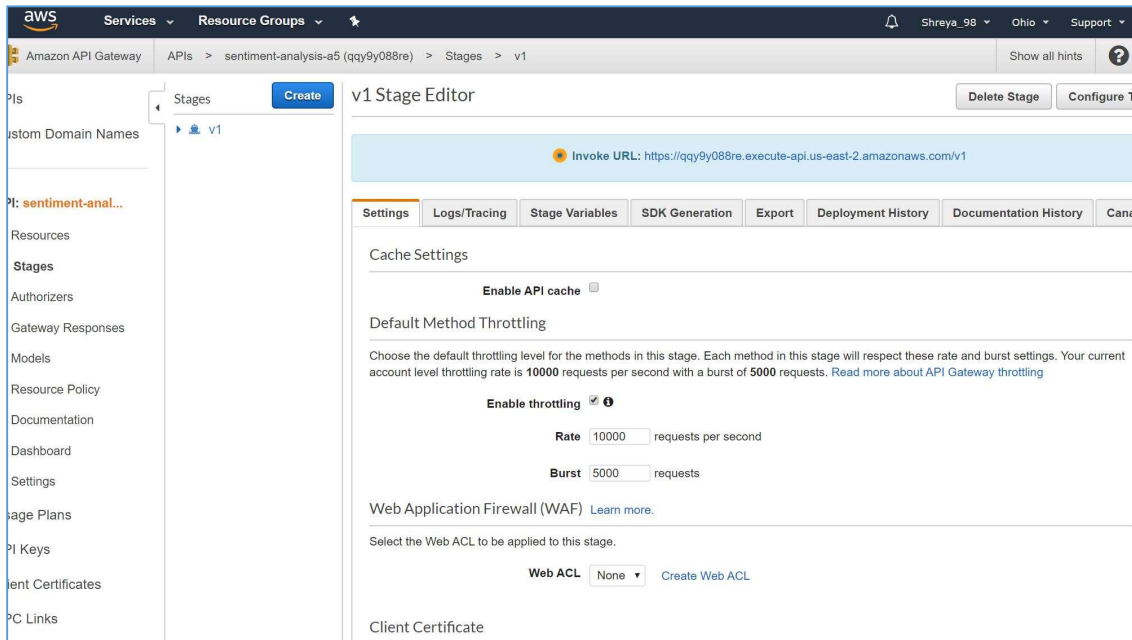 aws Services Resource Groups Shreya_98 Ohio Support
Amazon API Gateway APIs > sentiment-analysis-a5 (qqy9y088re) > Stages > v1 Show all hints ?
PIs
ustom Domain Names
PI: sentiment-anal...
Resources
Stages
Authorizers
Gateway Responses
Models
Resource Policy
Documentation
Dashboard
Settings
sage Plans
PI Keys
ient Certificates
PC Links
Stages Create
v1
v1 Stage Editor Delete Stage Configure T
Invoke URL: https://qqy9y088re.execute-api.us-east-2.amazonaws.com/v1
Settings Logs/Tracing Stage Variables SDK Generation Export Deployment History Documentation History Cana
Cache Settings
Enable API cache
Default Method Throttling
Choose the default throttling level for the methods in this stage. Each method in this stage will respect these rate and burst settings. Your current
account level throttling rate is 10000 requests per second with a burst of 5000 requests. Read more about API Gateway throttling
Enable throttling
Rate 10000 requests per second
Burst 5000 requests
Web Application Firewall (WAF) Learn more.
Select the Web ACL to be applied to this stage.
Web ACL None Create Web ACL
Client Certificate